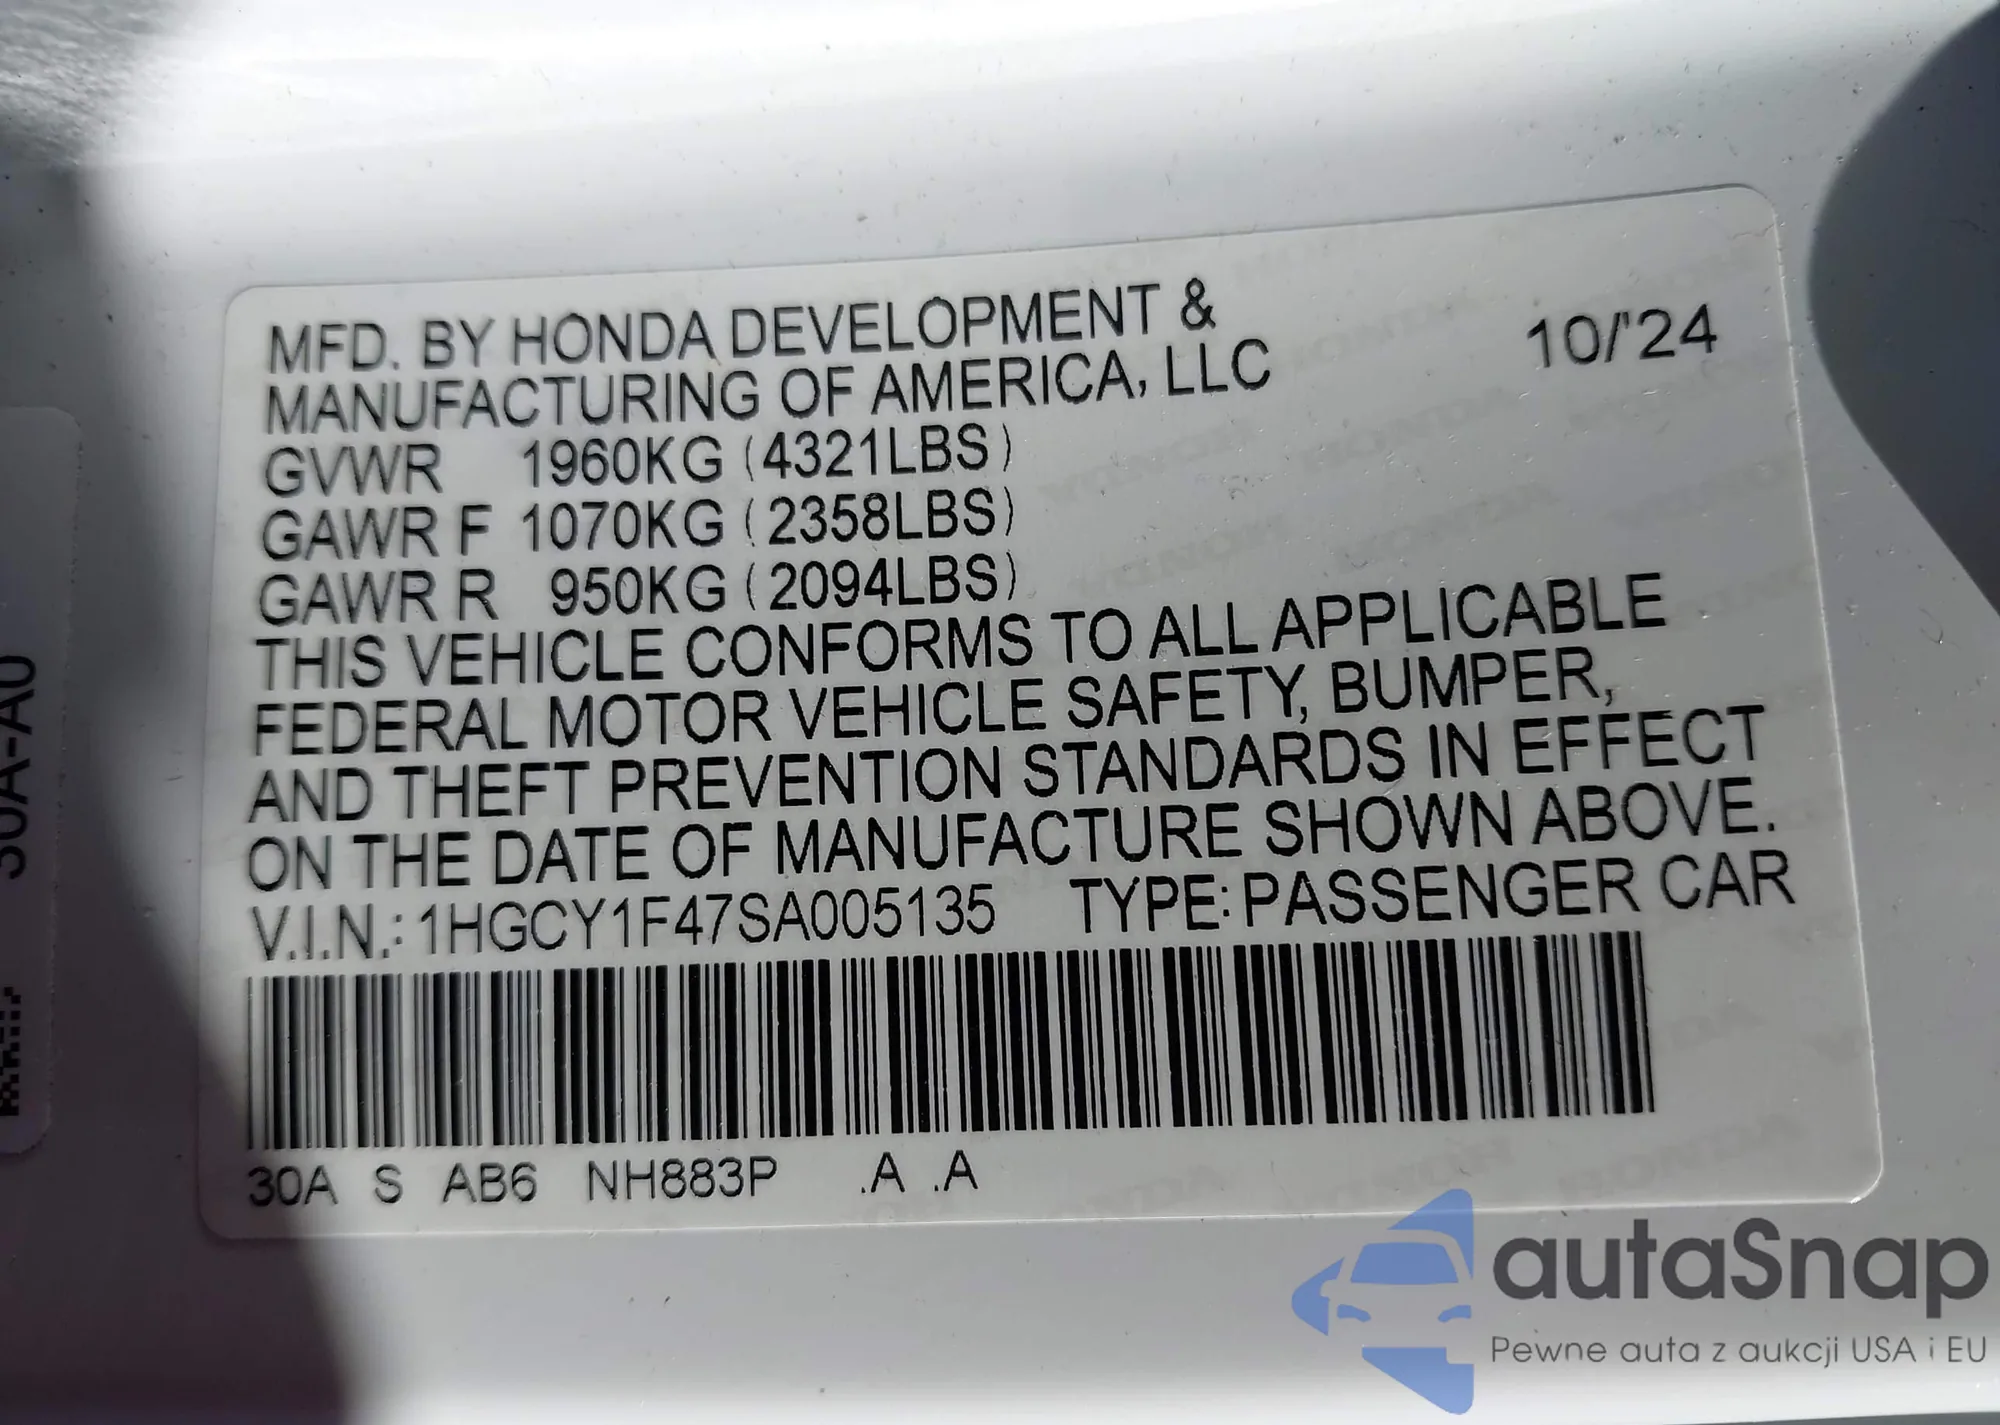 MFD. BY HONDA DEVELOPMENT &
MANUFACTURING OF AMERICA, LLC
10/'24
GVWR 1960KG (4321LBS)
GAWR F 1070KG (2358LBS)
GAWR R 950KG (2094LBS)
THIS VEHICLE CONFORMS TO ALL APPLICABLE
FEDERAL MOTOR VEHICLE SAFETY, BUMPER,
AND THEFT PREVENTION STANDARDS IN EFFECT
ON THE DATE OF MANUFACTURE SHOWN ABOVE.
V.I.N.: 1HGCY1F47SA005135 TYPE: PASSENGER CAR
30A S AB6 NH883P .A .A
30A-A0
autaSnap
Pewne auta z aukcji USA i EU